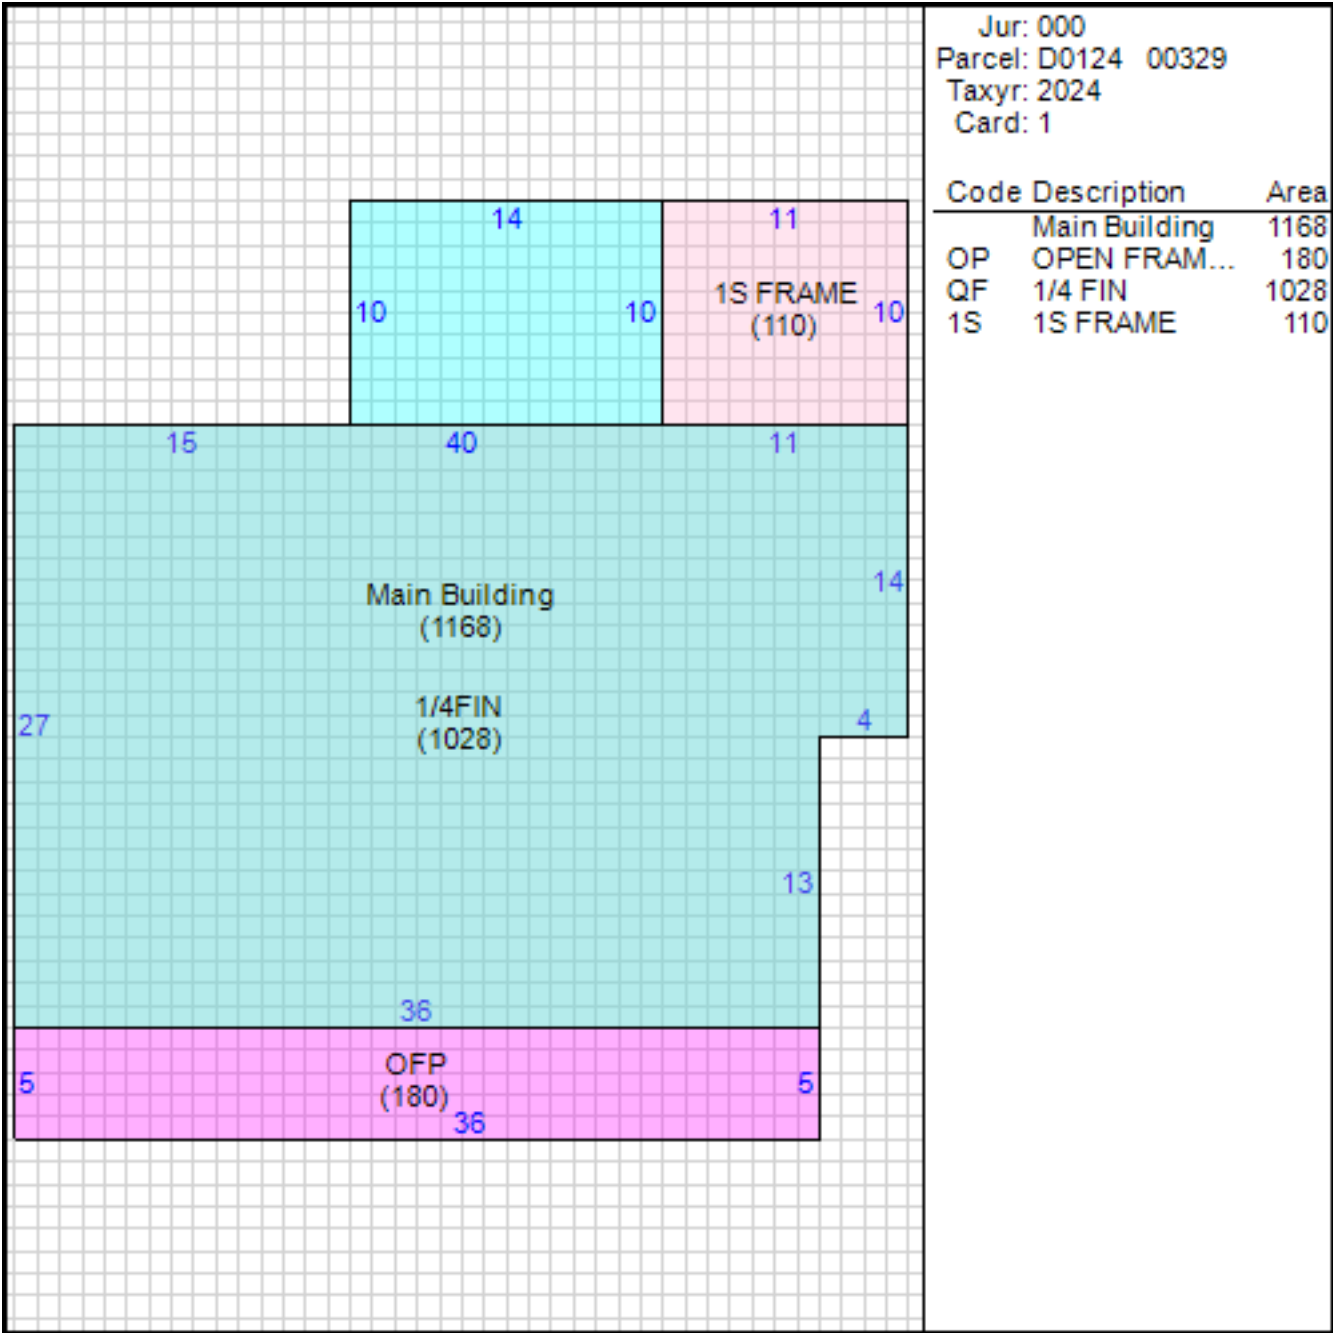 Jur: 000
Parcel: D0124 00329
Taxyr: 2024
Card: 1
Code Description Area
Main Building 1168
OP OPEN FRAM... 180
QF 1/4 FIN 1028
1S 1S FRAME 110
14
11
10
10
1S FRAME
(110)
10
15
40
11
Main Building
(1168)
14
1/4FIN
(1028)
27
4
13
36
OFP
(180)
5
5
36